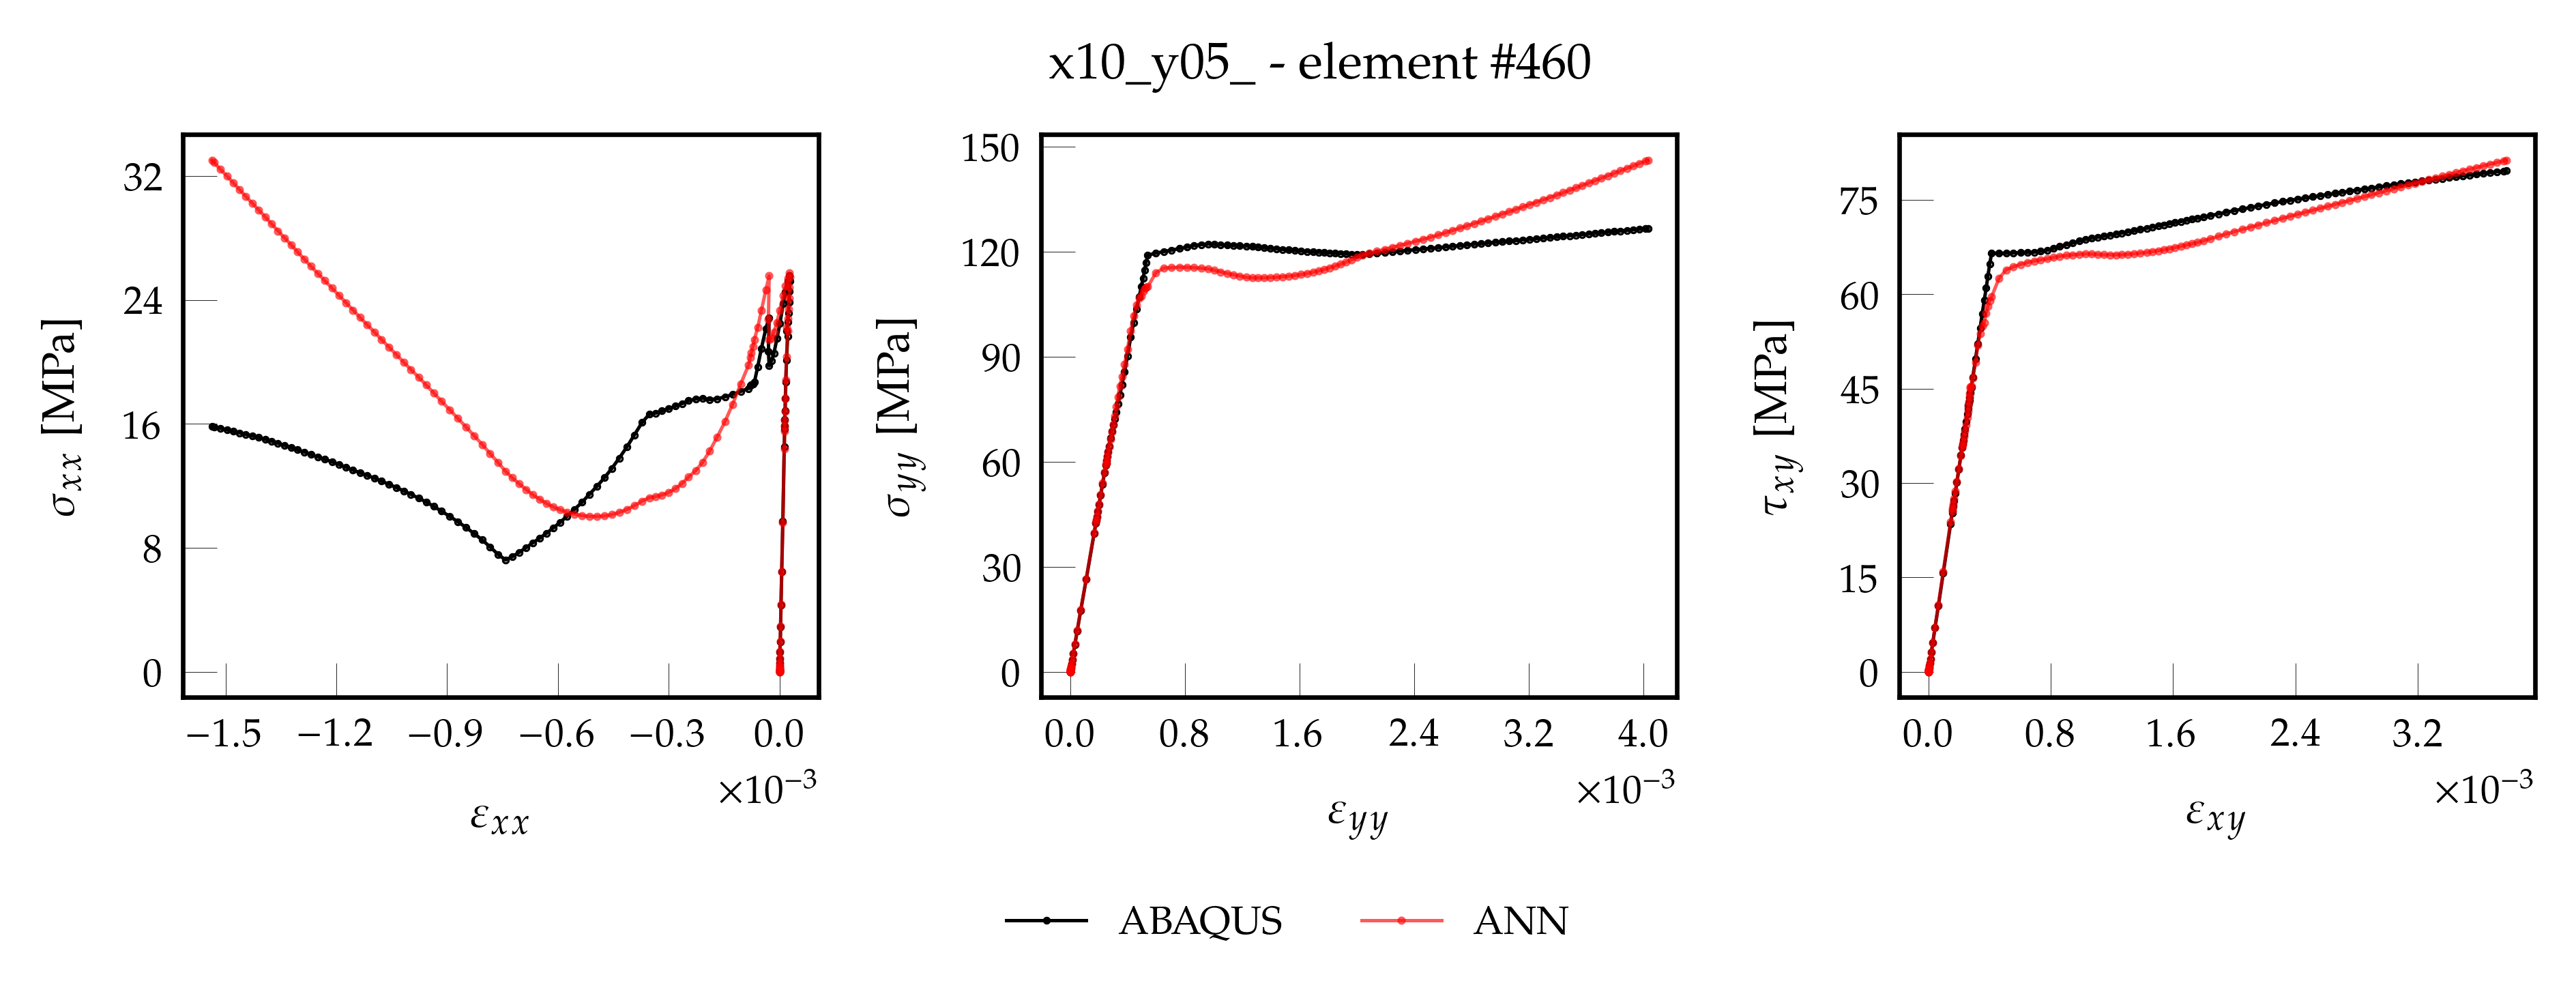 x10_y05_ - element #460
σxx [MPa]
32
24
16
8
0
−1.5 −1.2 −0.9 −0.6 −0.3 0.0
×10−3
εxx
σyy [MPa]
150
120
90
60
30
0
0.0 0.8 1.6 2.4 3.2 4.0
×10−3
εyy
τxy [MPa]
75
60
45
30
15
0
0.0 0.8 1.6 2.4 3.2
×10−3
εxy
ABAQUS ANN